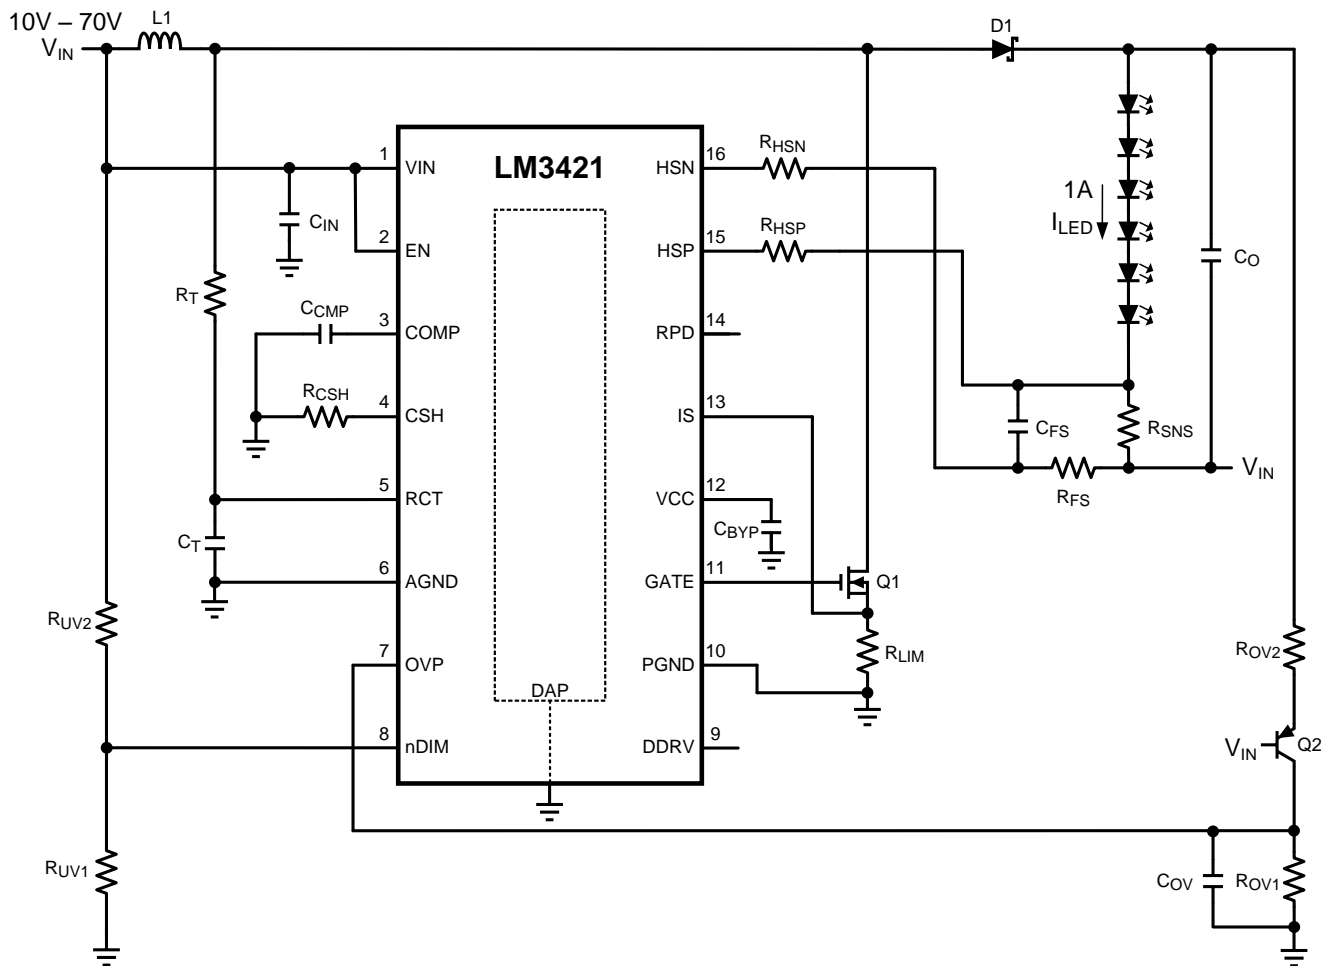 10V – 70V
VIN
L1
D1
LM3421
1
VIN
HSN
16
RHSN
CIN
1A
ILED
2
EN
HSP
15
RHSP
CO
RT
CCMP
3
COMP
RPD
14
RCSH
4
CSH
IS
13
CFS
RSNS
VIN
RFS
5
RCT
VCC
12
CBYP
CT
6
AGND
GATE
11
Q1
RUV2
7
OVP
PGND
10
RLIM
ROV2
DAP
8
nDIM
DDRV
9
VIN
Q2
RUV1
COV
ROV1